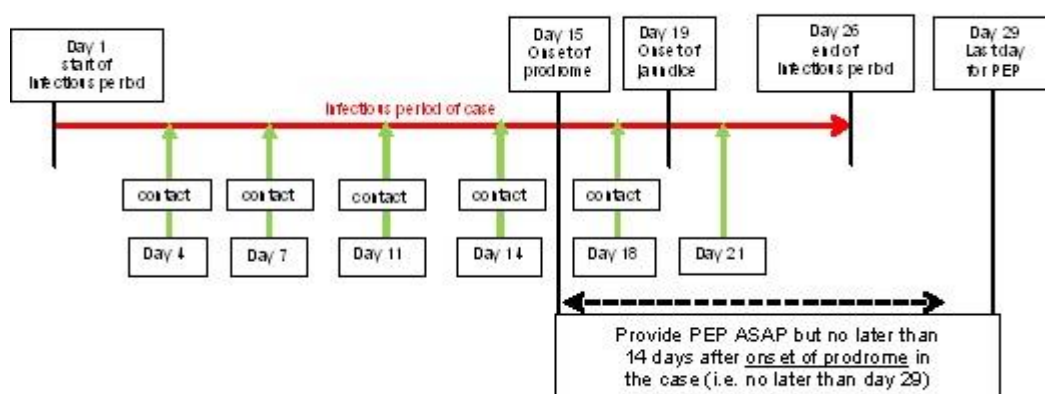 Day 1
start of
infectious period
Day 15
Onset of
prodrome
Day 19
Onset of
jaundice
Day 26
end of
infectious period
Day 29
Last day
for PEP
Infectious period of case
contact
contact
contact
contact
contact
Day 4
Day 7
Day 11
Day 14
Day 18
Day 21
Provide PEP ASAP but no later than
14 days after onset of prodrome in
the case (i.e. no later than day 29)